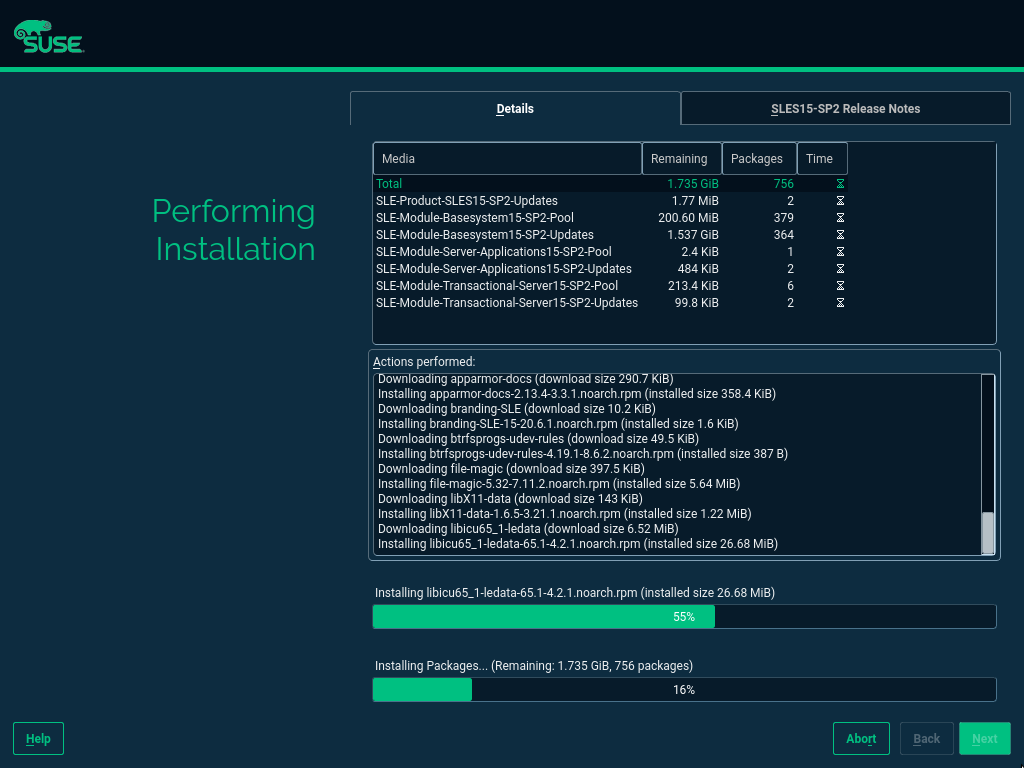 SUSE
Details
SLES15-SP2 Release Notes
Performing
Installation
Media Remaining Packages Time
Total 1.735 GiB 756
SLE-Product-SLES15-SP2-Updates 1.77 MiB 2
SLE-Module-Basesystem15-SP2-Pool 200.60 MiB 379
SLE-Module-Basesystem15-SP2-Updates 1.537 GiB 364
SLE-Module-Server-Applications15-SP2-Pool 2.4 KiB 1
SLE-Module-Server-Applications15-SP2-Updates 484 KiB 2
SLE-Module-Transactional-Server15-SP2-Pool 213.4 KiB 6
SLE-Module-Transactional-Server15-SP2-Updates 99.8 KiB 2
Actions performed:
Downloading apparmor-docs (download size 290.7 KiB)
Installing apparmor-docs-2.13.4-3.3.1.noarch.rpm (installed size 358.4 KiB)
Downloading branding-SLE (download size 10.2 KiB)
Installing branding-SLE-15-20.6.1.noarch.rpm (installed size 1.6 KiB)
Downloading btrfsprogs-udev-rules (download size 49.5 KiB)
Installing btrfsprogs-udev-rules-4.19.1-8.6.2.noarch.rpm (installed size 387 B)
Downloading file-magic (download size 397.5 KiB)
Installing file-magic-5.32-7.11.2.noarch.rpm (installed size 5.64 MiB)
Downloading libX11-data (download size 143 KiB)
Installing libX11-data-1.6.5-3.21.1.noarch.rpm (installed size 1.22 MiB)
Downloading libicu65_1-ledata (download size 6.52 MiB)
Installing libicu65_1-ledata-65.1-4.2.1.noarch.rpm (installed size 26.68 MiB)
Installing libicu65_1-ledata-65.1-4.2.1.noarch.rpm (installed size 26.68 MiB)
55%
Installing Packages... (Remaining: 1.735 GiB, 756 packages)
16%
Help Abort Back Next